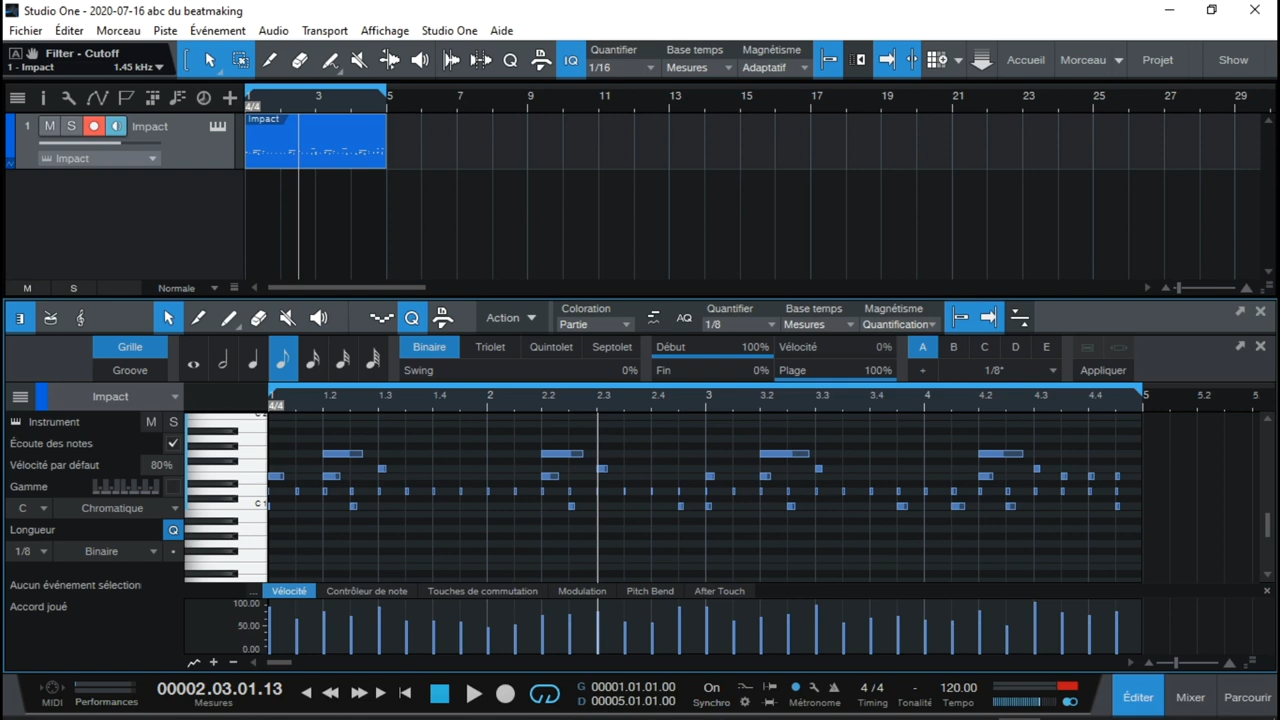 Studio One - 2020-07-16 abc du beatmaking
Fichier Éditer Morceau Piste Événement Audio Transport Affichage Studio One Aide
A Filter - Cutoff
1 - Impact 1.45 kHz
IQ
Quantifier
1/16
Base temps
Mesures
Magnétisme
Adaptatif
Accueil Morceau Projet Show
1 3 5 7 9 11 13 15 17 19 21 23 25 27 29
4/4
1 M S Impact
Impact
Impact
M S Normale
Action
Coloration
Partie
AQ
Quantifier
1/8
Base temps
Mesures
Magnétisme
Quantification
Grille
Groove
Binaire Triolet Quintolet Septolet
Swing 0%
Début 100%
Fin 0%
Vélocité 0%
Plage 100%
A B C D E
+ 1/8*
Appliquer
Impact
1.2 1.3 1.4 2 2.2 2.3 2.4 3 3.2 3.3 3.4 4 4.2 4.3 4.4 5 5.2 5.
4/4
Instrument M S
Écoute des notes
Vélocité par défaut 80%
Gamme
C Chromatique
Longueur Q
1/8 Binaire
Aucun événement sélection
Accord joué
C 1
... Vélocité Contrôleur de note Touches de commutation Modulation Pitch Bend After Touch
100.00
50.00
0.00
MIDI
Performances
00002.03.01.13
Mesures
G 00001.01.01.00
D 00005.01.01.00
On
Synchro
Métronome
4 / 4
Timing
-
Tonalité
120.00
Tempo
Éditer Mixer Parcourir